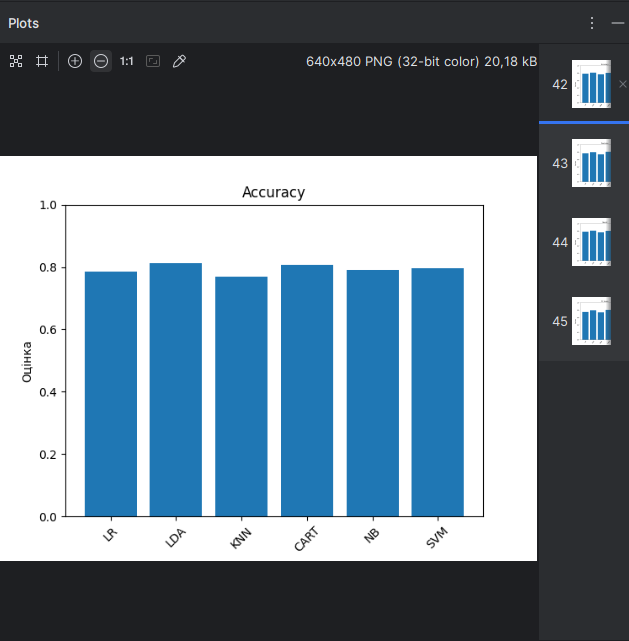 Plots
1:1
640x480 PNG (32-bit color) 20,18 kB
42
43
44
45
Accuracy
Оцінка
1.0
0.8
0.6
0.4
0.2
0.0
LR
LDA
KNN
CART
NB
SVM